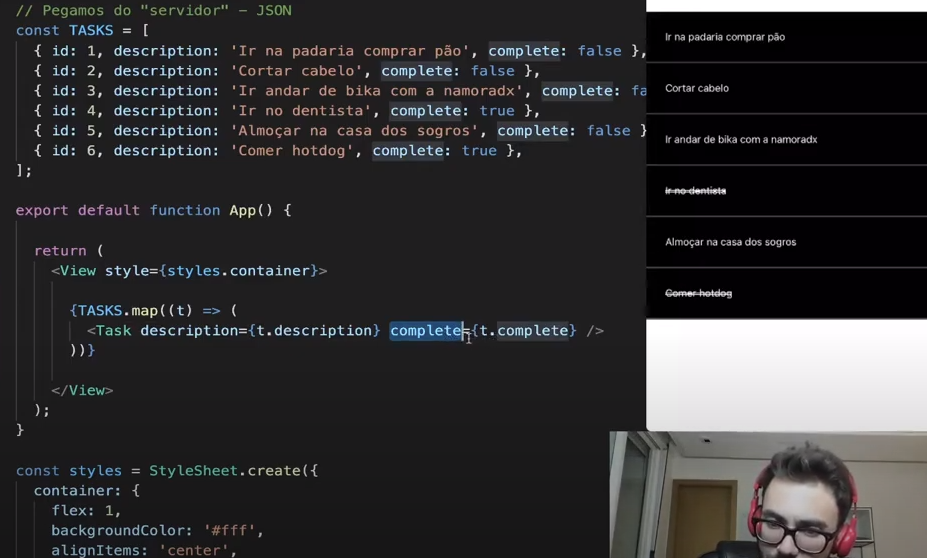 // Pegamos do "servidor" – JSON
const TASKS = [
{ id: 1, description: 'Ir na padaria comprar pão', complete: false },
{ id: 2, description: 'Cortar cabelo', complete: false },
{ id: 3, description: 'Ir andar de bika com a namoradx', complete: fa
{ id: 4, description: 'Ir no dentista', complete: true },
{ id: 5, description: 'Almoçar na casa dos sogros', complete: false }
{ id: 6, description: 'Comer hotdog', complete: true },
];
export default function App() {
return (
<View style={styles.container}>
{TASKS.map((t) => (
<Task description={t.description} complete={t.complete} />
))}
</View>
);
}
const styles = StyleSheet.create({
container: {
flex: 1,
backgroundColor: '#fff',
alignItems: 'center',
Ir na padaria comprar pão
Cortar cabelo
Ir andar de bika com a namoradx
Ir no dentista
Almoçar na casa dos sogros
Comer hotdog